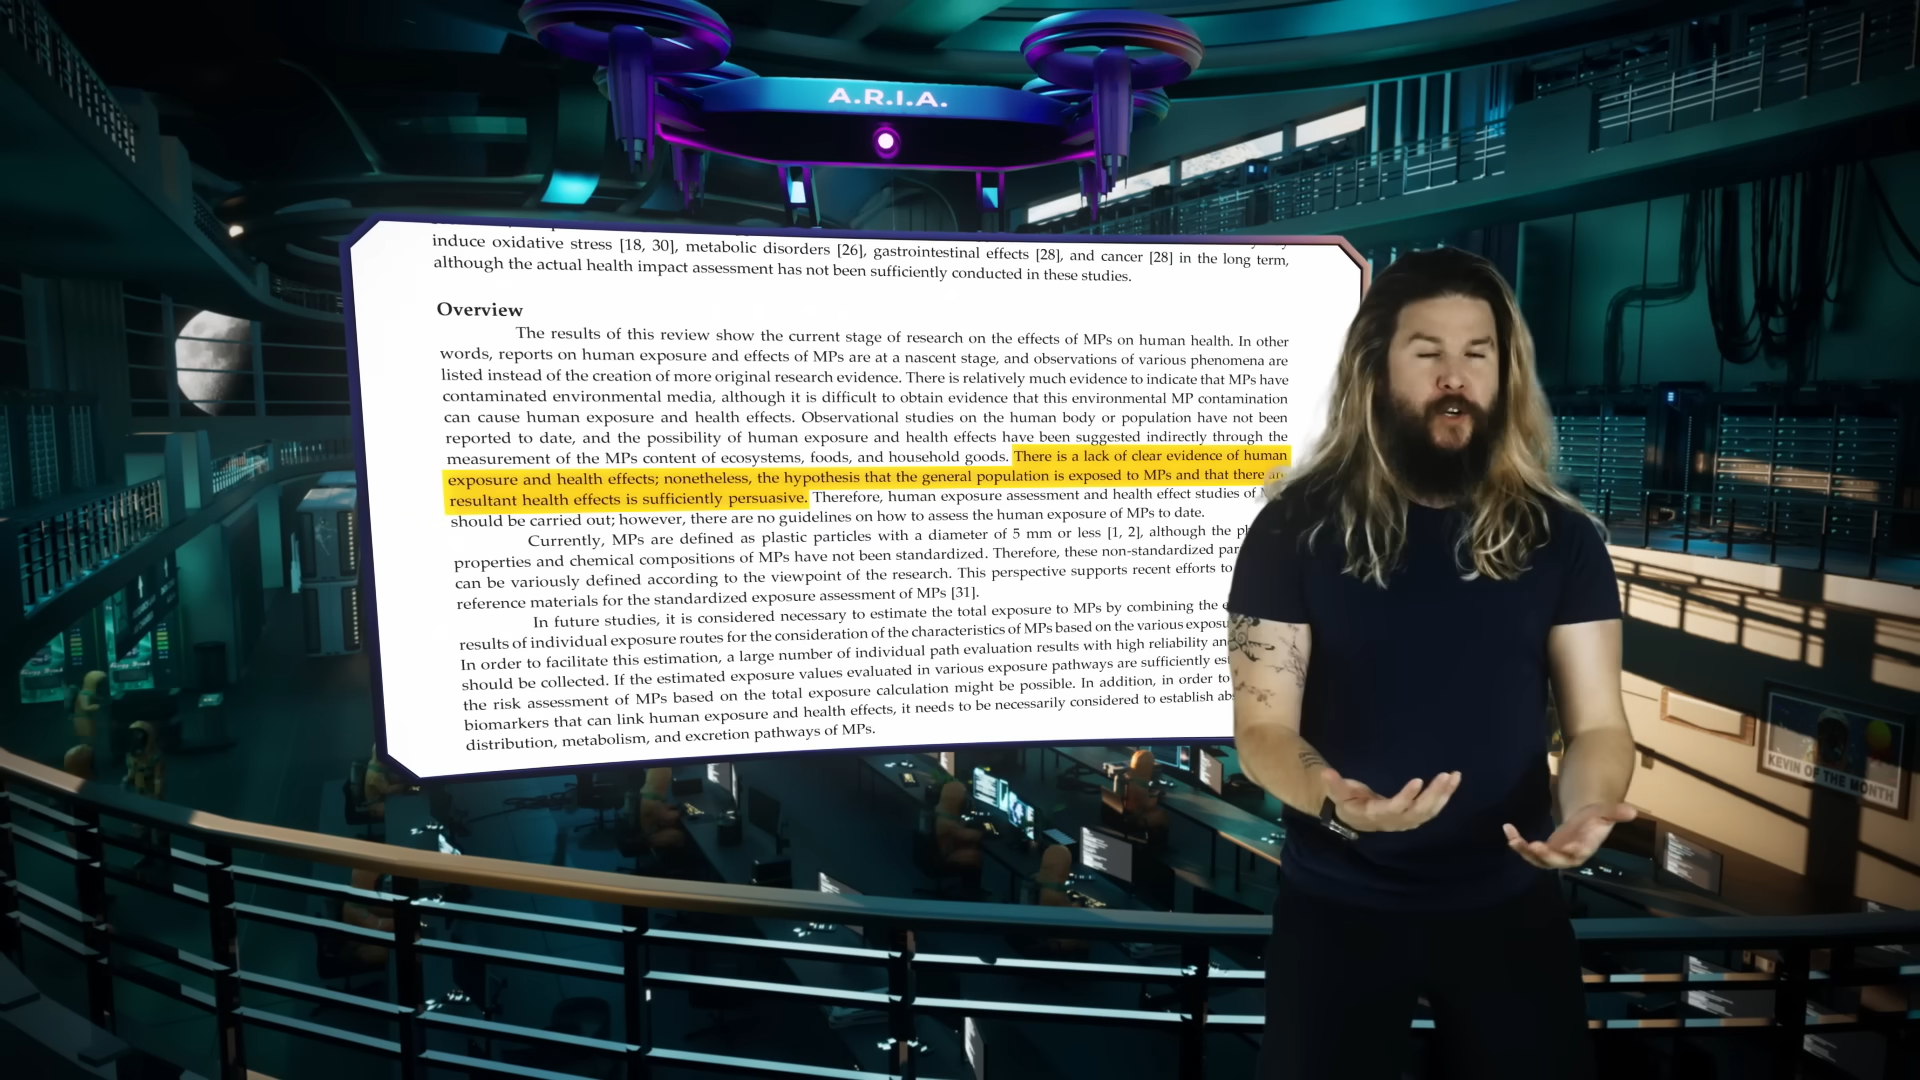 A.R.I.A.
induce oxidative stress [18, 30], metabolic disorders [26], gastrointestinal effects [28], and cancer [28] in the long term,
although the actual health impact assessment has not been sufficiently conducted in these studies.
Overview
The results of this review show the current stage of research on the effects of MPs on human health. In other
words, reports on human exposure and effects of MPs are at a nascent stage, and observations of various phenomena are
listed instead of the creation of more original research evidence. There is relatively much evidence to indicate that MPs have
contaminated environmental media, although it is difficult to obtain evidence that this environmental MP contamination
can cause human exposure and health effects. Observational studies on the human body or population have not been
reported to date, and the possibility of human exposure and health effects have been suggested indirectly through the
measurement of the MPs content of ecosystems, foods, and household goods. There is a lack of clear evidence of human
exposure and health effects; nonetheless, the hypothesis that the general population is exposed to MPs and that there
resultant health effects is sufficiently persuasive. Therefore, human exposure assessment and health effect studies of
should be carried out; however, there are no guidelines on how to assess the human exposure of MPs to date.
Currently, MPs are defined as plastic particles with a diameter of 5 mm or less [1, 2], although the
properties and chemical compositions of MPs have not been standardized. Therefore, these non-standardized
can be variously defined according to the viewpoint of the research. This perspective supports recent efforts to
reference materials for the standardized exposure assessment of MPs [31].
In future studies, it is considered necessary to estimate the total exposure to MPs by combining the
results of individual exposure routes for the consideration of the characteristics of MPs based on the various
In order to facilitate this estimation, a large number of individual path evaluation results with high reliability
should be collected. If the estimated exposure values evaluated in various exposure pathways are sufficiently
the risk assessment of MPs based on the total exposure calculation might be possible. In addition, in order to
biomarkers that can link human exposure and health effects, it needs to be necessarily considered to establish
distribution, metabolism, and excretion pathways of MPs.
KEVIN OF THE MONTH